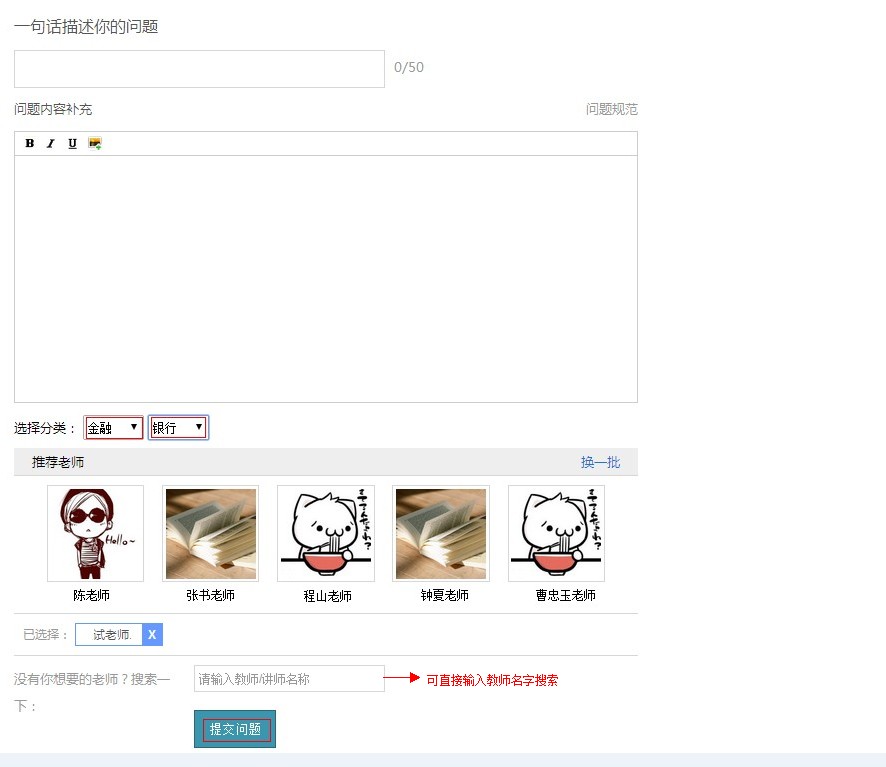 一句话描述你的问题
0/50
问题内容补充 问题规范
B I U
选择分类： 金融 银行
推荐老师 换一批
Hello~
陈老师 张书老师 程山老师 钟夏老师 曹忠玉老师
已选择： 试老师. X
没有你想要的老师？搜索一下：
请输入教师/讲师名称
可直接输入教师名字搜索
提交问题